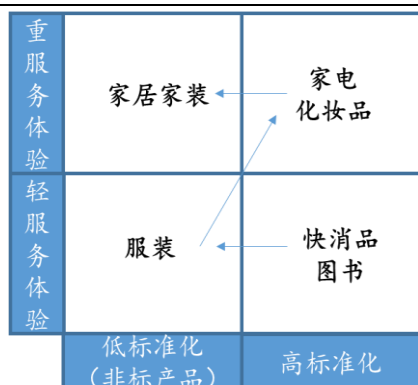 重服务体验
家居家装
家电
化妆品
轻服务体验
服装
快消品
图书
低标准化
（非标产品）
高标准化